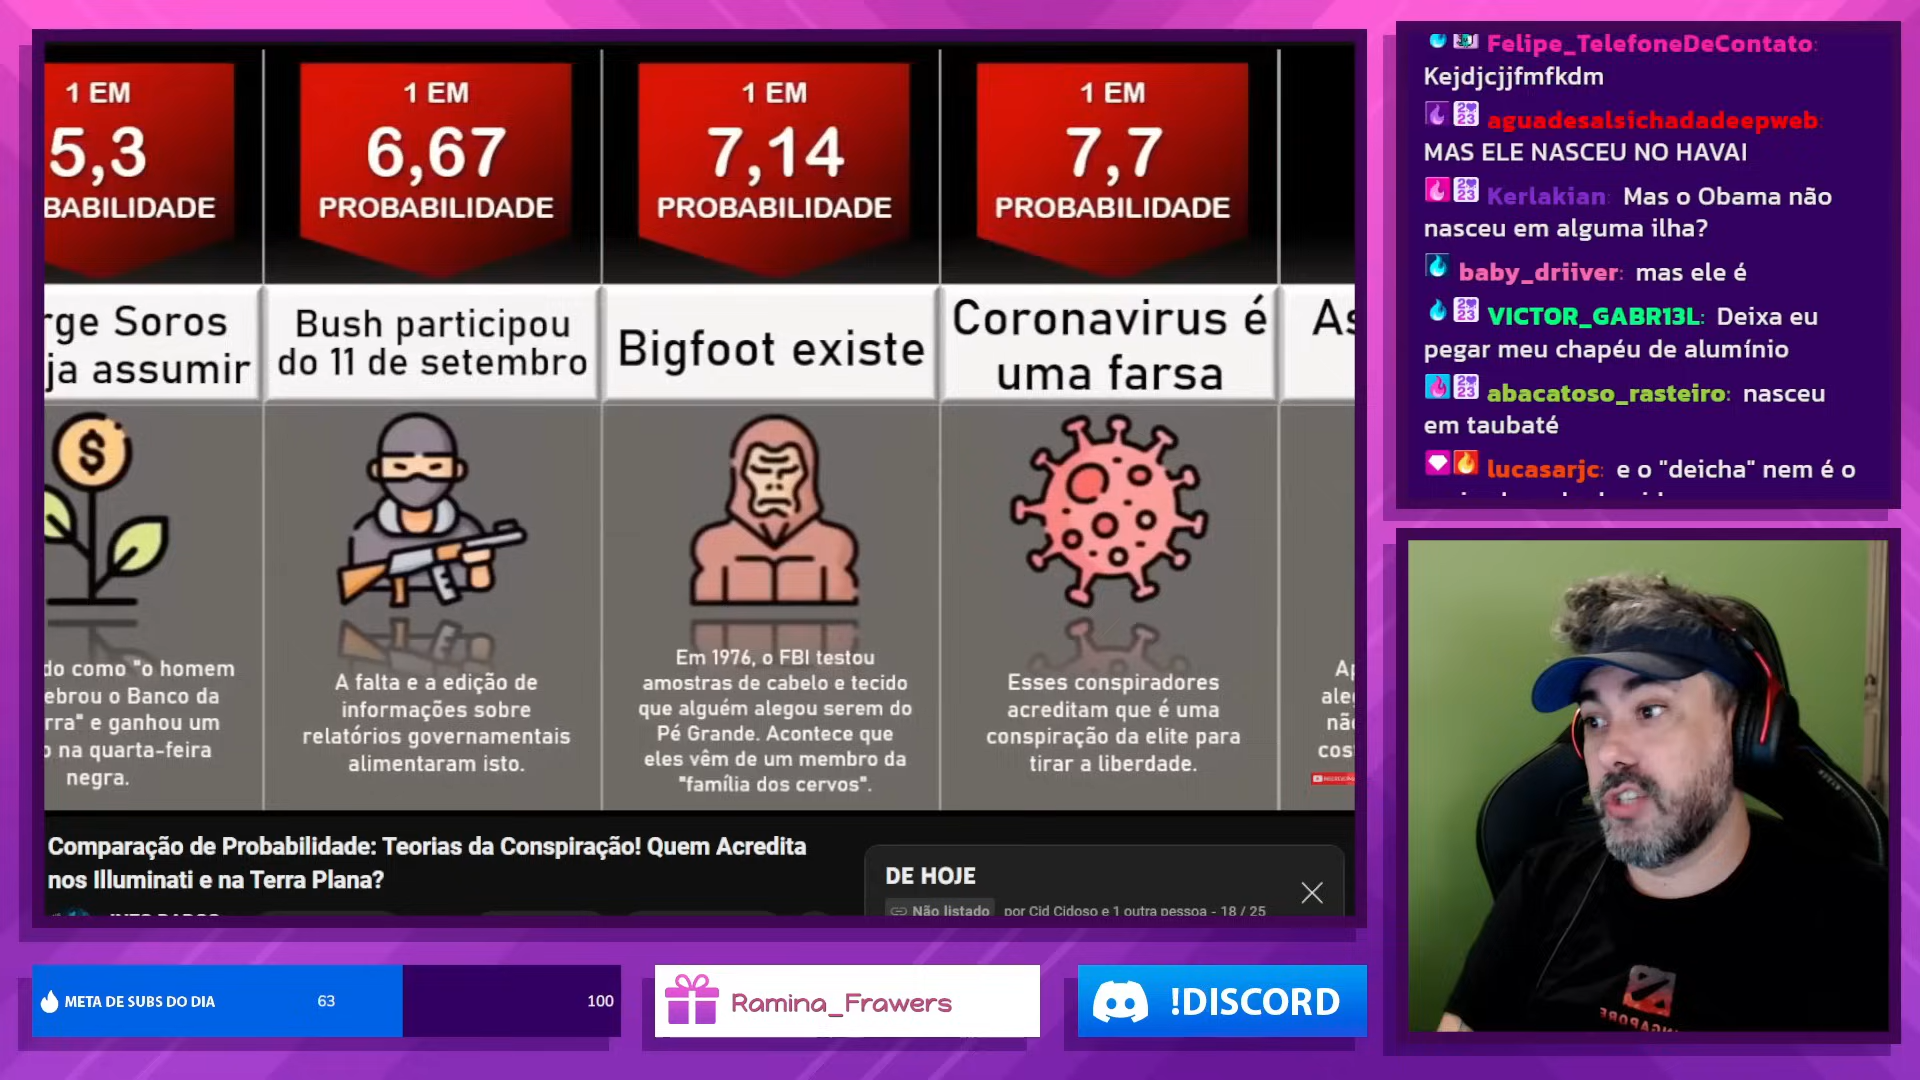 1 EM
5,3
BABILIDADE
rge Soros
ja assumir
do como "o homem
ebrou o Banco da
rra" e ganhou um
o na quarta-feira
negra.
1 EM
6,67
PROBABILIDADE
Bush participou
do 11 de setembro
A falta e a edição de
informações sobre
relatórios governamentais
alimentaram isto.
1 EM
7,14
PROBABILIDADE
Bigfoot existe
Em 1976, o FBI testou
amostras de cabelo e tecido
que alguém alegou serem do
Pé Grande. Acontece que
eles vêm de um membro da
"família dos cervos".
1 EM
7,7
PROBABILIDADE
Coronavirus é
uma farsa
Esses conspiradores
acreditam que é uma
conspiração da elite para
tirar a liberdade.
As
Ap
ale
não
cos
Comparação de Probabilidade: Teorias da Conspiração! Quem Acredita
nos Illuminati e na Terra Plana?
DE HOJE
Não listado por Cid Cidoso e 1 outra pessoa - 18 / 25
Felipe_TelefoneDeContato:
Kejdjcjjfmfkdm
aguadesalsichadadeepweb:
MAS ELE NASCEU NO HAVAI
Kerlakian: Mas o Obama não
nasceu em alguma ilha?
baby_driiver: mas ele é
VICTOR_GABR13L: Deixa eu
pegar meu chapéu de alumínio
abacatoso_rasteiro: nasceu
em taubaté
lucasarjc: e o "deicha" nem é o
META DE SUBS DO DIA 63 100
Ramina_Frawers
!DISCORD